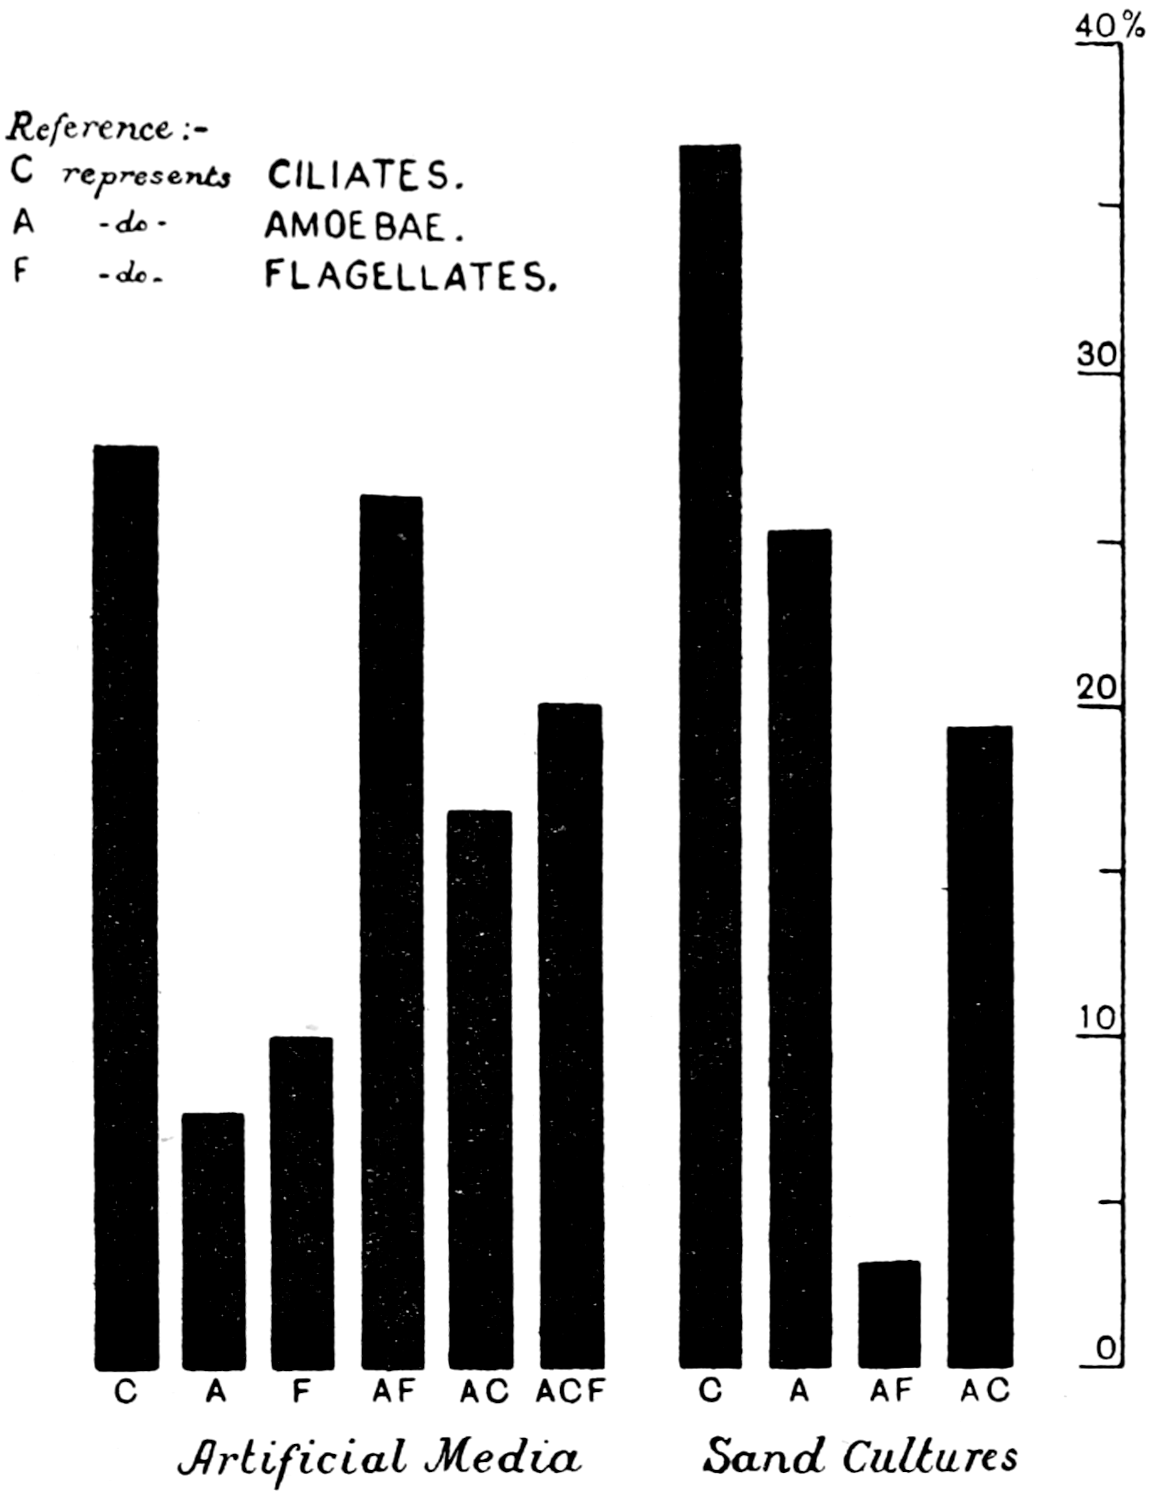 40%
Reference :-
C represents CILIATES.
A -do- AMOEBAE.
F -do- FLAGELLATES.
30
20
10
0
C A F AF AC ACF C A AF AC
Artificial Media Sand Cultures